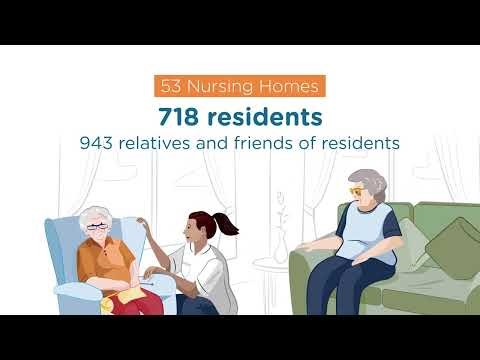 53 Nursing Homes
718 residents
943 relatives and friends of residents